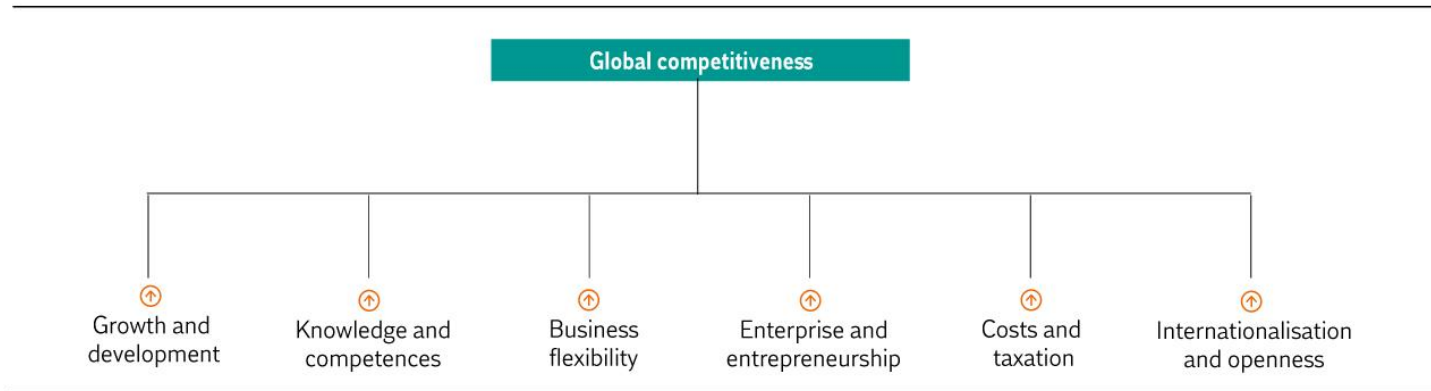 Global competitiveness
Growth and
development
Knowledge and
competences
Business
flexibility
Enterprise and
entrepreneurship
Costs and
taxation
Internationalisation
and openness